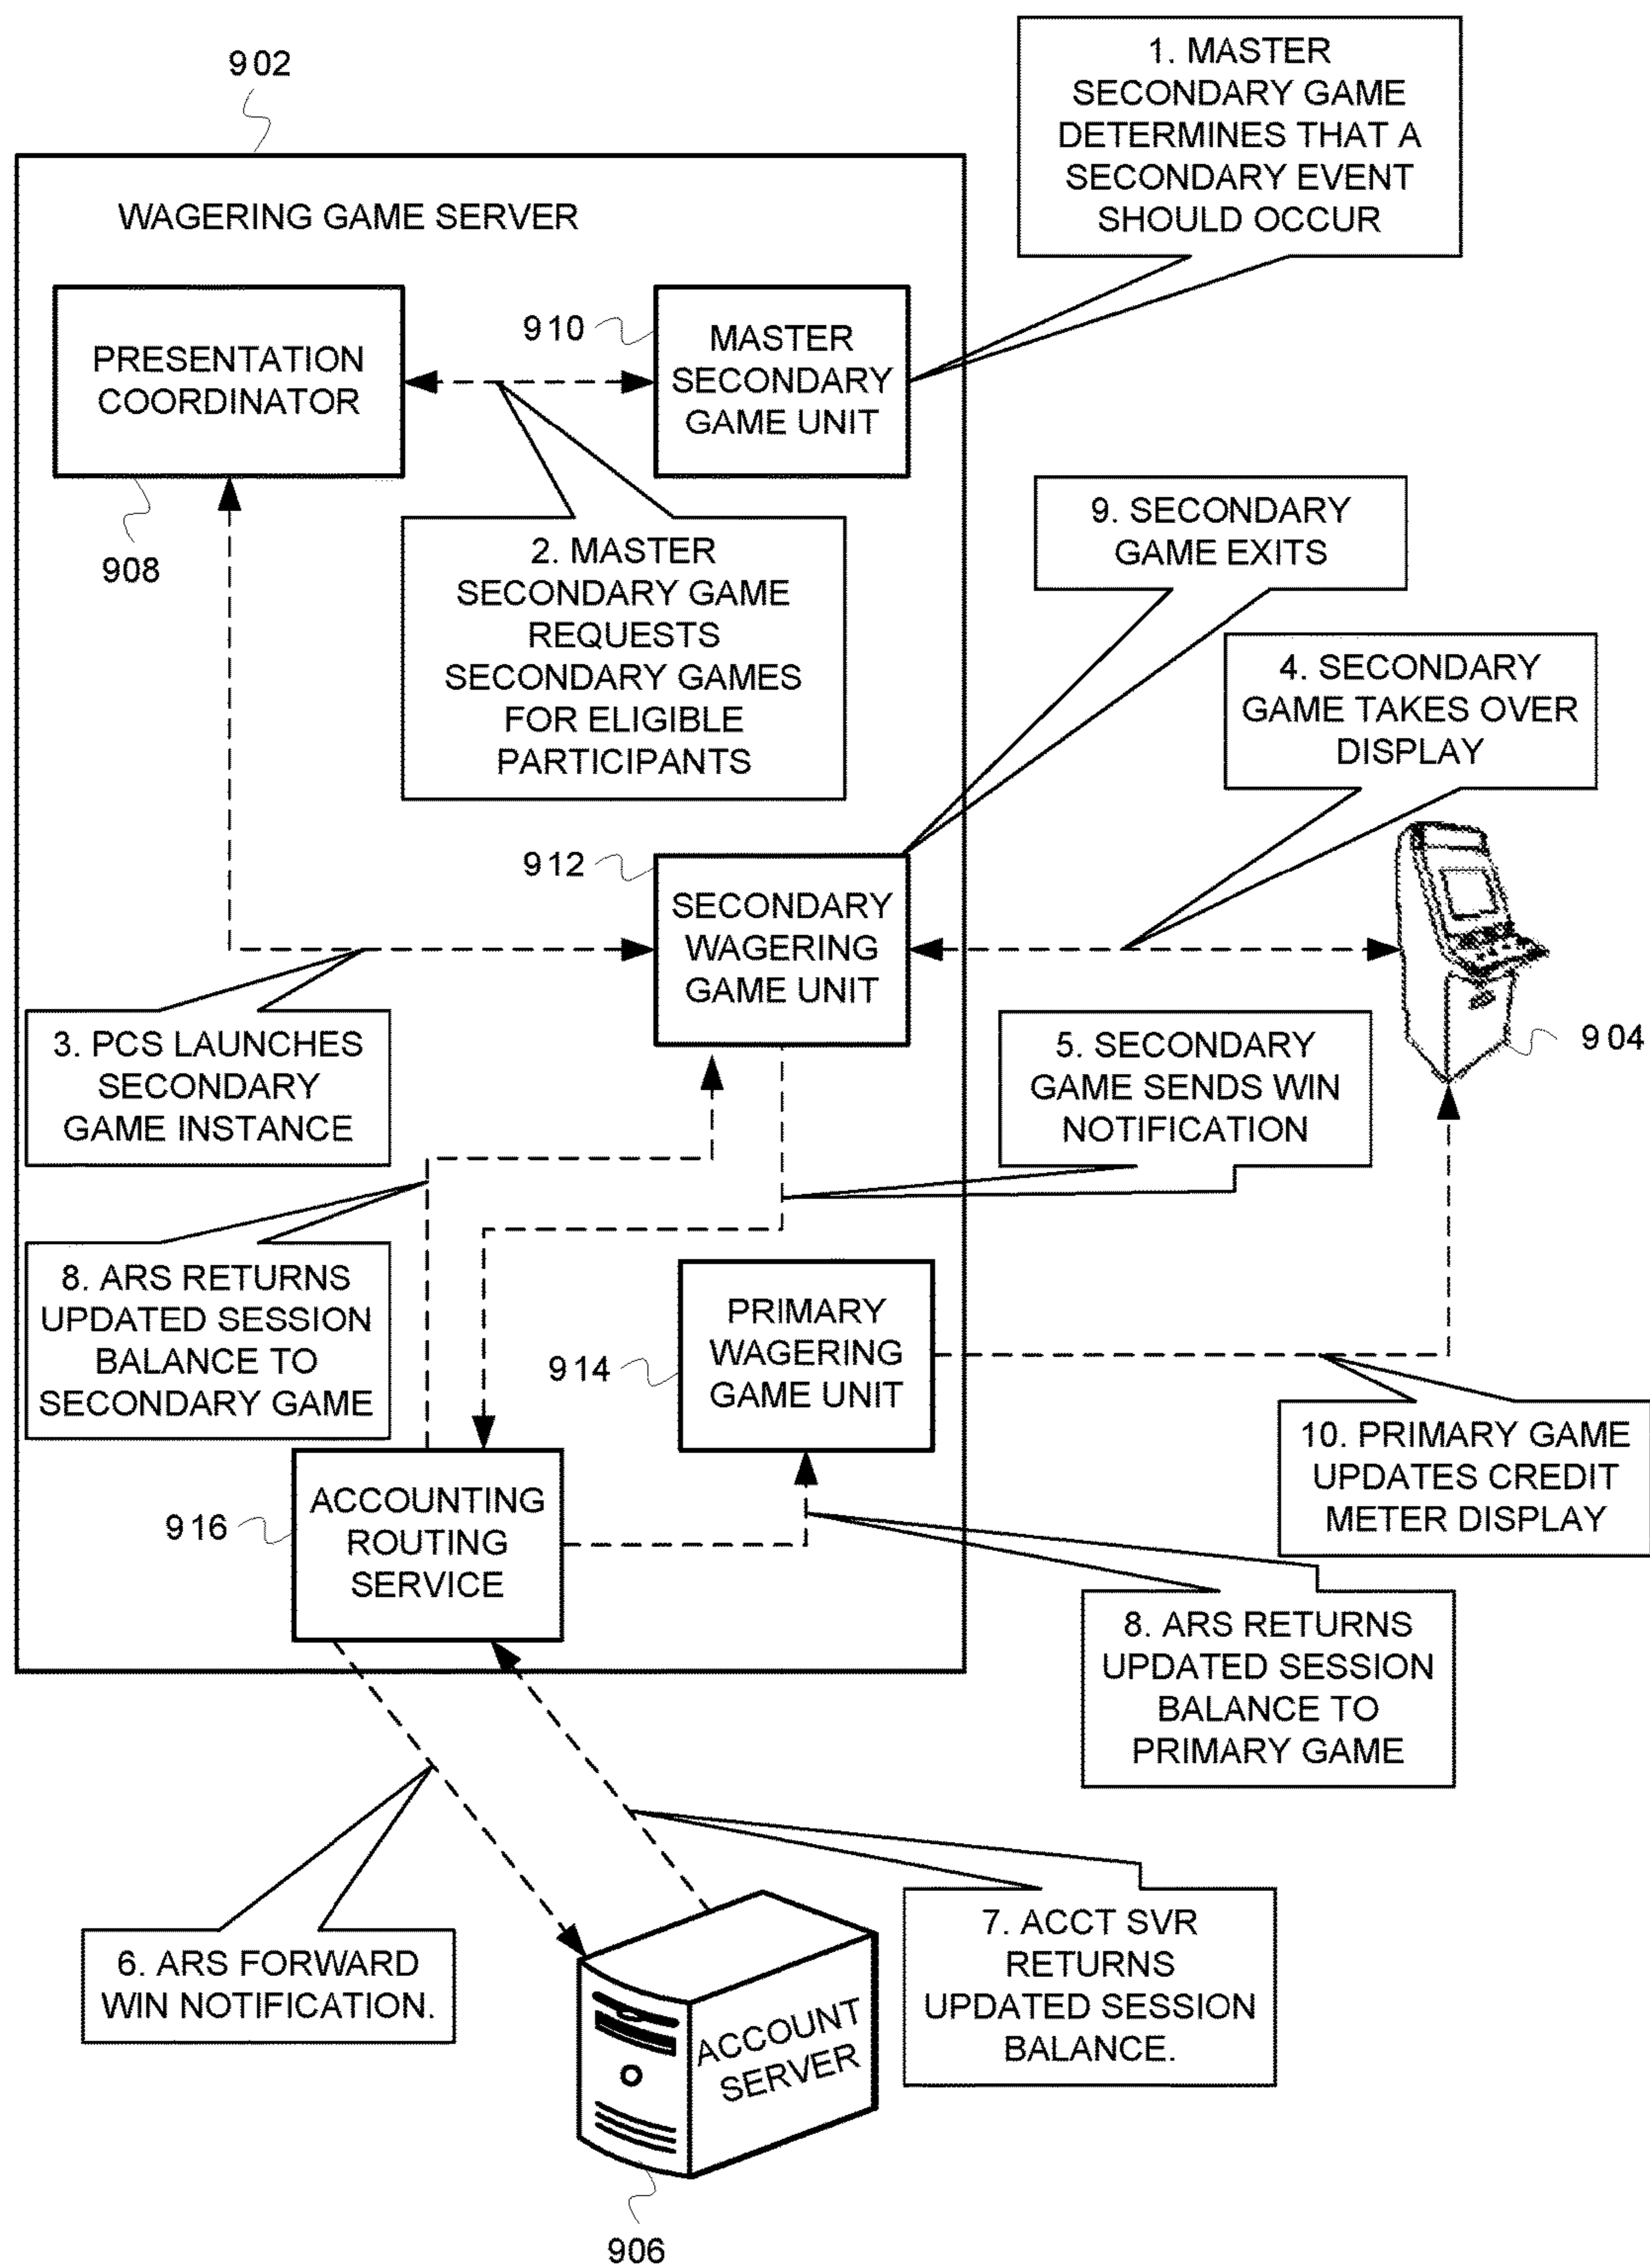 902
1. MASTER
SECONDARY GAME
DETERMINES THAT A
SECONDARY EVENT
SHOULD OCCUR
WAGERING GAME SERVER
PRESENTATION
COORDINATOR
908
910
MASTER
SECONDARY
GAME UNIT
2. MASTER
SECONDARY GAME
REQUESTS
SECONDARY GAMES
FOR ELIGIBLE
PARTICIPANTS
9. SECONDARY
GAME EXITS
4. SECONDARY
GAME TAKES OVER
DISPLAY
912
SECONDARY
WAGERING
GAME UNIT
904
3. PCS LAUNCHES
SECONDARY
GAME INSTANCE
5. SECONDARY
GAME SENDS WIN
NOTIFICATION
8. ARS RETURNS
UPDATED SESSION
BALANCE TO
SECONDARY GAME
914
PRIMARY
WAGERING
GAME UNIT
10. PRIMARY GAME
UPDATES CREDIT
METER DISPLAY
916
ACCOUNTING
ROUTING
SERVICE
8. ARS RETURNS
UPDATED SESSION
BALANCE TO
PRIMARY GAME
6. ARS FORWARD
WIN NOTIFICATION.
7. ACCT SVR
RETURNS
UPDATED SESSION
BALANCE.
ACCOUNT
SERVER
906